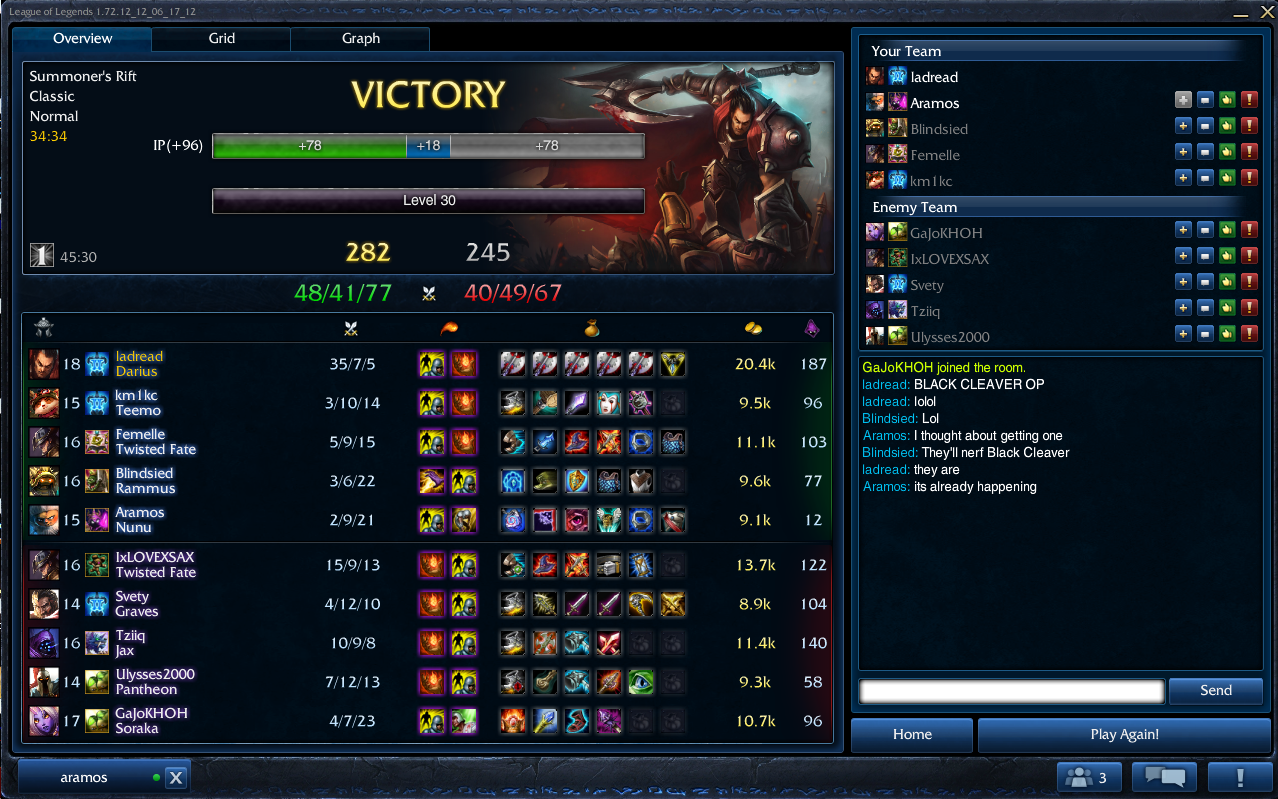 League of Legends 1.72.12_12_06_17_12
Overview Grid Graph
Summoner's Rift
Classic
Normal
34:34
VICTORY
IP(+96) +78 +18 +78
Level 30
1 45:30 282 245
48/41/77 40/49/67
18 ladread 35/7/5 20.4k 187
Darius
15 km1kc 3/10/14 9.5k 96
Teemo
16 Femelle 5/9/15 11.1k 103
Twisted Fate
16 Blindsied 3/6/22 9.6k 77
Rammus
15 Aramos 2/9/21 9.1k 12
Nunu
16 IxLOVEXSAX 15/9/13 13.7k 122
Twisted Fate
14 Svety 4/12/10 8.9k 104
Graves
16 Tziiq 10/9/8 11.4k 140
Jax
14 Ulysses2000 7/12/13 9.3k 58
Pantheon
17 GaJoKHOH 4/7/23 10.7k 96
Soraka
Your Team
ladread
Aramos
Blindsied
Femelle
km1kc
Enemy Team
GaJoKHOH
IxLOVEXSAX
Svety
Tziiq
Ulysses2000
GaJoKHOH joined the room.
ladread: BLACK CLEAVER OP
ladread: lolol
Blindsied: Lol
Aramos: I thought about getting one
Blindsied: They'll nerf Black Cleaver
ladread: they are
Aramos: its already happening
Send
Home Play Again!
aramos X 3 !